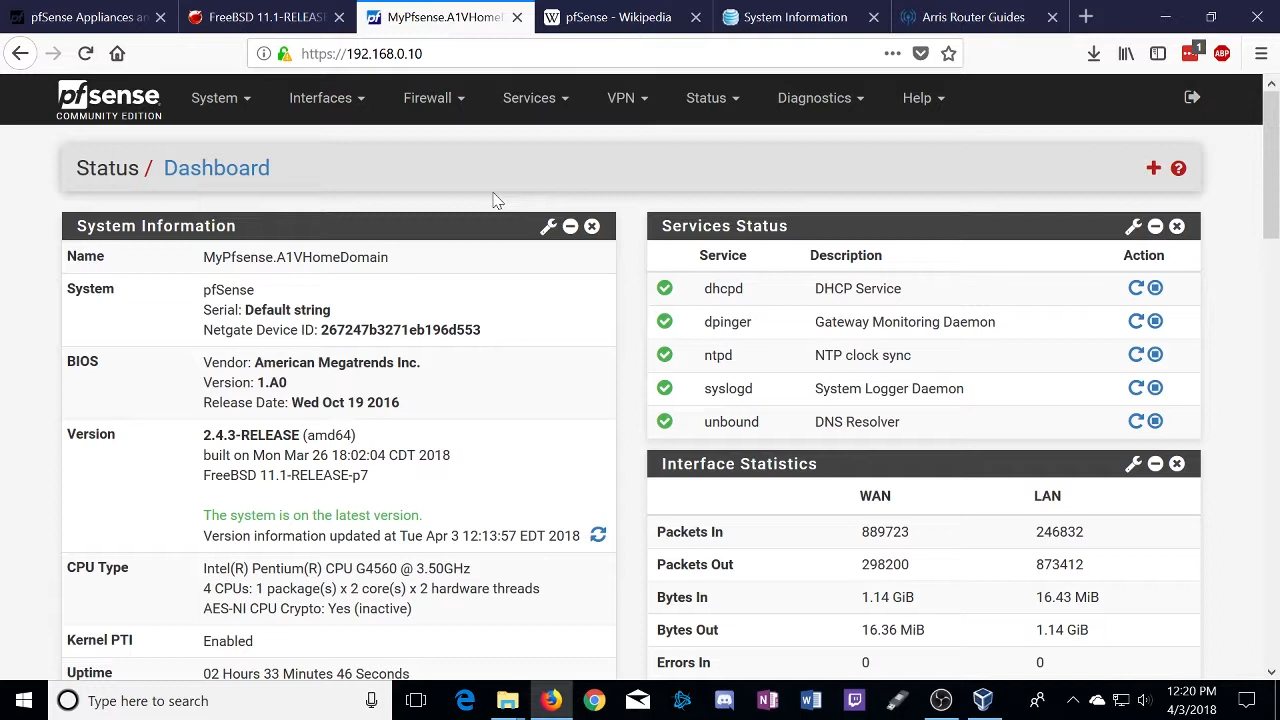 pfSense Appliances an
FreeBSD 11.1-RELEASE
MyPfsense.A1VHomeDom
pfSense - Wikipedia
System Information
Arris Router Guides
https://192.168.0.10
1
ABP
pfsense
COMMUNITY EDITION
System
Interfaces
Firewall
Services
VPN
Status
Diagnostics
Help
Status / Dashboard
System Information
Name MyPfsense.A1VHomeDomain
System pfSense
Serial: Default string
Netgate Device ID: 267247b3271eb196d553
BIOS Vendor: American Megatrends Inc.
Version: 1.A0
Release Date: Wed Oct 19 2016
Version 2.4.3-RELEASE (amd64)
built on Mon Mar 26 18:02:04 CDT 2018
FreeBSD 11.1-RELEASE-p7
The system is on the latest version.
Version information updated at Tue Apr 3 12:13:57 EDT 2018
CPU Type Intel(R) Pentium(R) CPU G4560 @ 3.50GHz
4 CPUs: 1 package(s) x 2 core(s) x 2 hardware threads
AES-NI CPU Crypto: Yes (inactive)
Kernel PTI Enabled
Uptime 02 Hours 33 Minutes 46 Seconds
Services Status
Service Description Action
dhcpd DHCP Service
dpinger Gateway Monitoring Daemon
ntpd NTP clock sync
syslogd System Logger Daemon
unbound DNS Resolver
Interface Statistics
WAN LAN
Packets In 889723 246832
Packets Out 298200 873412
Bytes In 1.14 GiB 16.43 MiB
Bytes Out 16.36 MiB 1.14 GiB
Errors In 0 0
Type here to search
12:20 PM
4/3/2018